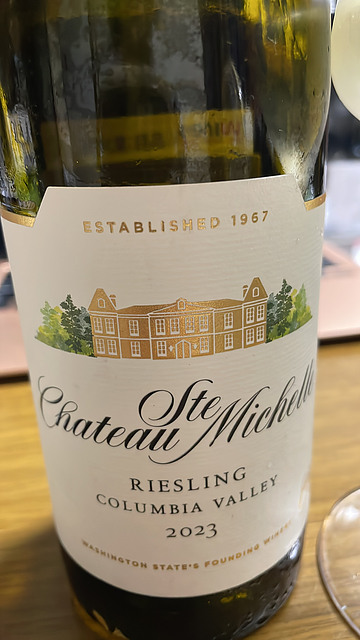 ESTABLISHED 1967
Ste
Chateau Michelle
RIESLING
COLUMBIA VALLEY
2023
WASHINGTON STATE'S FOUNDING WINERY